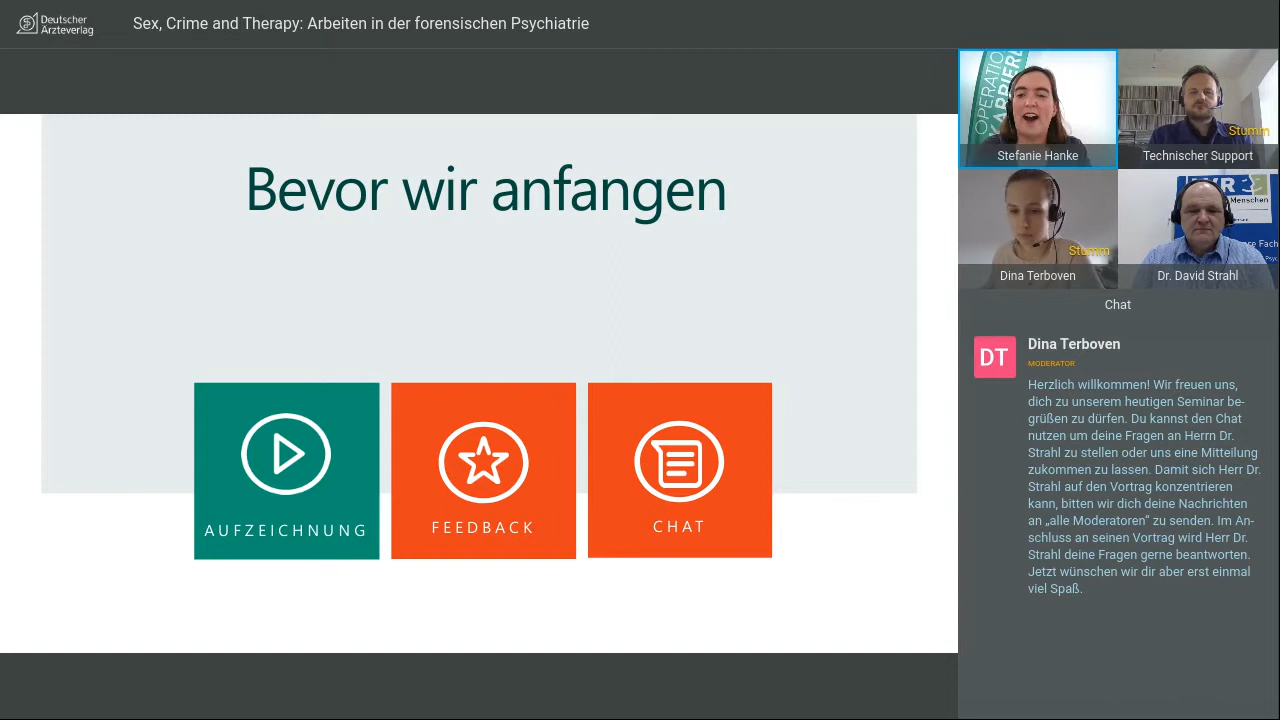 Deutscher
Ärzteverlag
Sex, Crime and Therapy: Arbeiten in der forensischen Psychiatrie
Bevor wir anfangen
AUFZEICHNUNG
FEEDBACK
CHAT
OPERATION
KARRIERE
Stefanie Hanke
Stumm
Technischer Support
Stumm
Dina Terboven
Menschen
Dr. David Strahl
Chat
DT
Dina Terboven
MODERATOR
Herzlich willkommen! Wir freuen uns,
dich zu unserem heutigen Seminar be-
grüßen zu dürfen. Du kannst den Chat
nutzen um deine Fragen an Herrn Dr.
Strahl zu stellen oder uns eine Mitteilung
zukommen zu lassen. Damit sich Herr Dr.
Strahl auf den Vortrag konzentrieren
kann, bitten wir dich deine Nachrichten
an „alle Moderatoren“ zu senden. Im An-
schluss an seinen Vortrag wird Herr Dr.
Strahl deine Fragen gerne beantworten.
Jetzt wünschen wir dir aber erst einmal
viel Spaß.